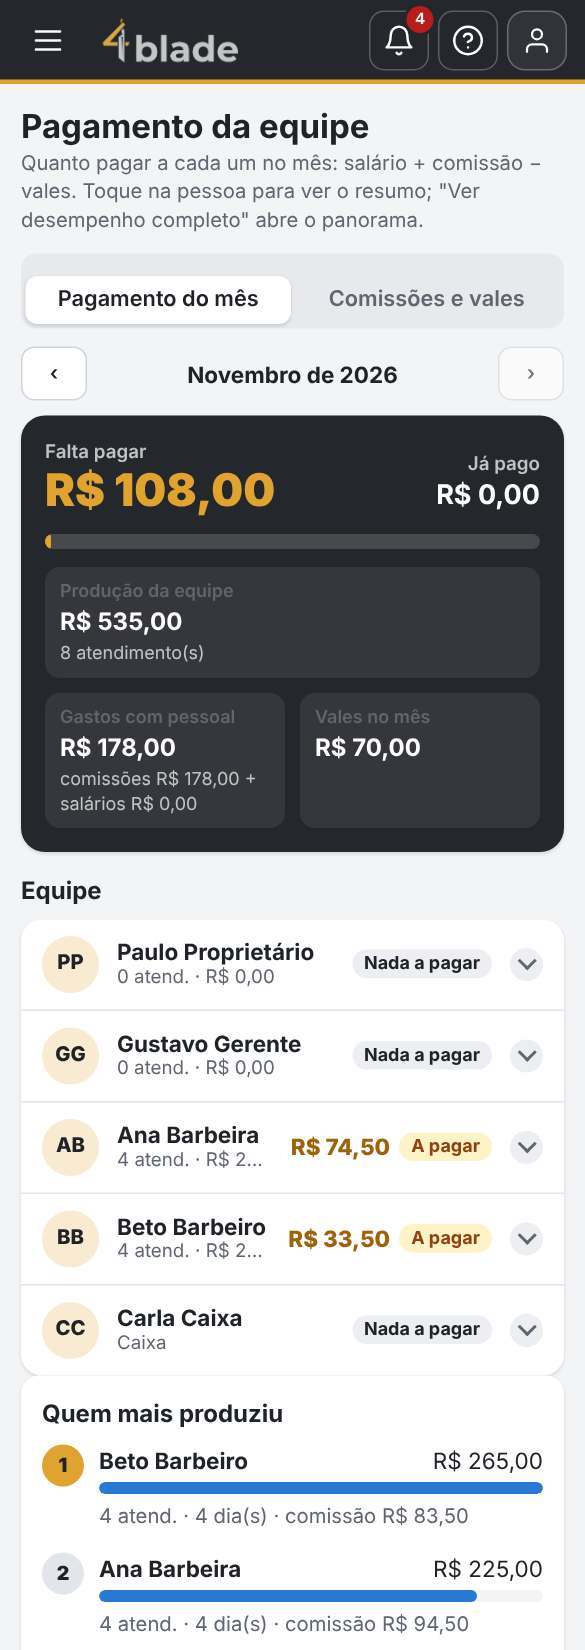 4blade
4
Pagamento da equipe
Quanto pagar a cada um no mês: salário + comissão −
vales. Toque na pessoa para ver o resumo; "Ver
desempenho completo" abre o panorama.
Pagamento do mês
Comissões e vales
‹
Novembro de 2026
›
Falta pagar
R$ 108,00
Já pago
R$ 0,00
Produção da equipe
R$ 535,00
8 atendimento(s)
Gastos com pessoal
R$ 178,00
comissões R$ 178,00 +
salários R$ 0,00
Vales no mês
R$ 70,00
Equipe
PP
Paulo Proprietário
0 atend. · R$ 0,00
Nada a pagar
GG
Gustavo Gerente
0 atend. · R$ 0,00
Nada a pagar
AB
Ana Barbeira
4 atend. · R$ 2...
R$ 74,50
A pagar
BB
Beto Barbeiro
4 atend. · R$ 2...
R$ 33,50
A pagar
CC
Carla Caixa
Caixa
Nada a pagar
Quem mais produziu
1
Beto Barbeiro
R$ 265,00
4 atend. · 4 dia(s) · comissão R$ 83,50
2
Ana Barbeira
R$ 225,00
4 atend. · 4 dia(s) · comissão R$ 94,50